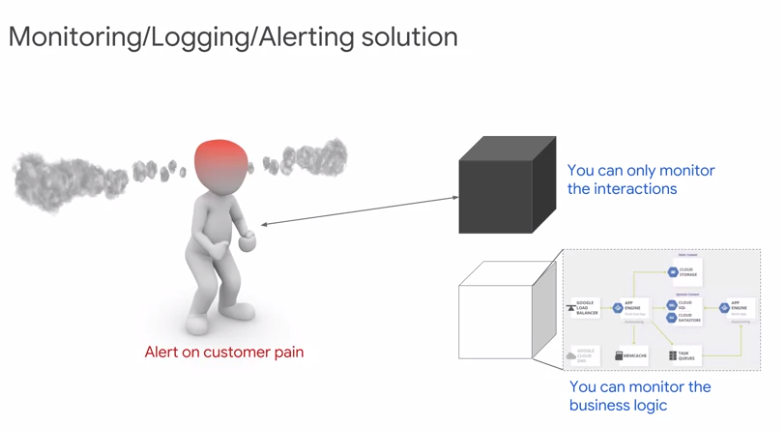 Monitoring/Logging/Alerting solution
You can only monitor
the interactions
Alert on customer pain
CLOUD
STORAGE
GOOGLE
LOAD
BALANCER
APP
ENGINE
CLOUD
CLOUD
DATASTORE
APP
ENGINE
GOOGLE
CLOUD
DNS
MEMCACHE
TASK
QUEUES
You can monitor the
business logic